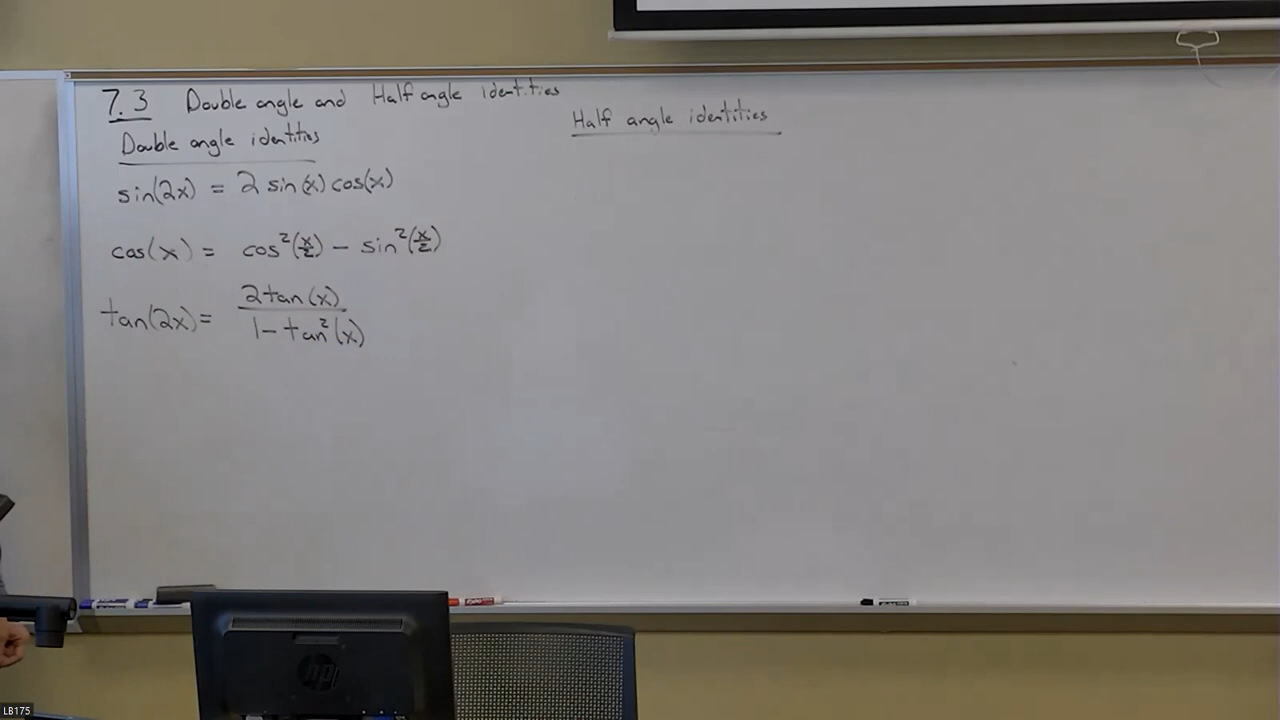 7.3 Double angle and Half angle identities
Double angle identities
sin(2x) = 2 sin(x) cos(x)
cos(x) = cos²(x/2) − sin²(x/2)
tan(2x) = 2tan(x) / 1 − tan²(x)
Half angle identities
hp
LB175